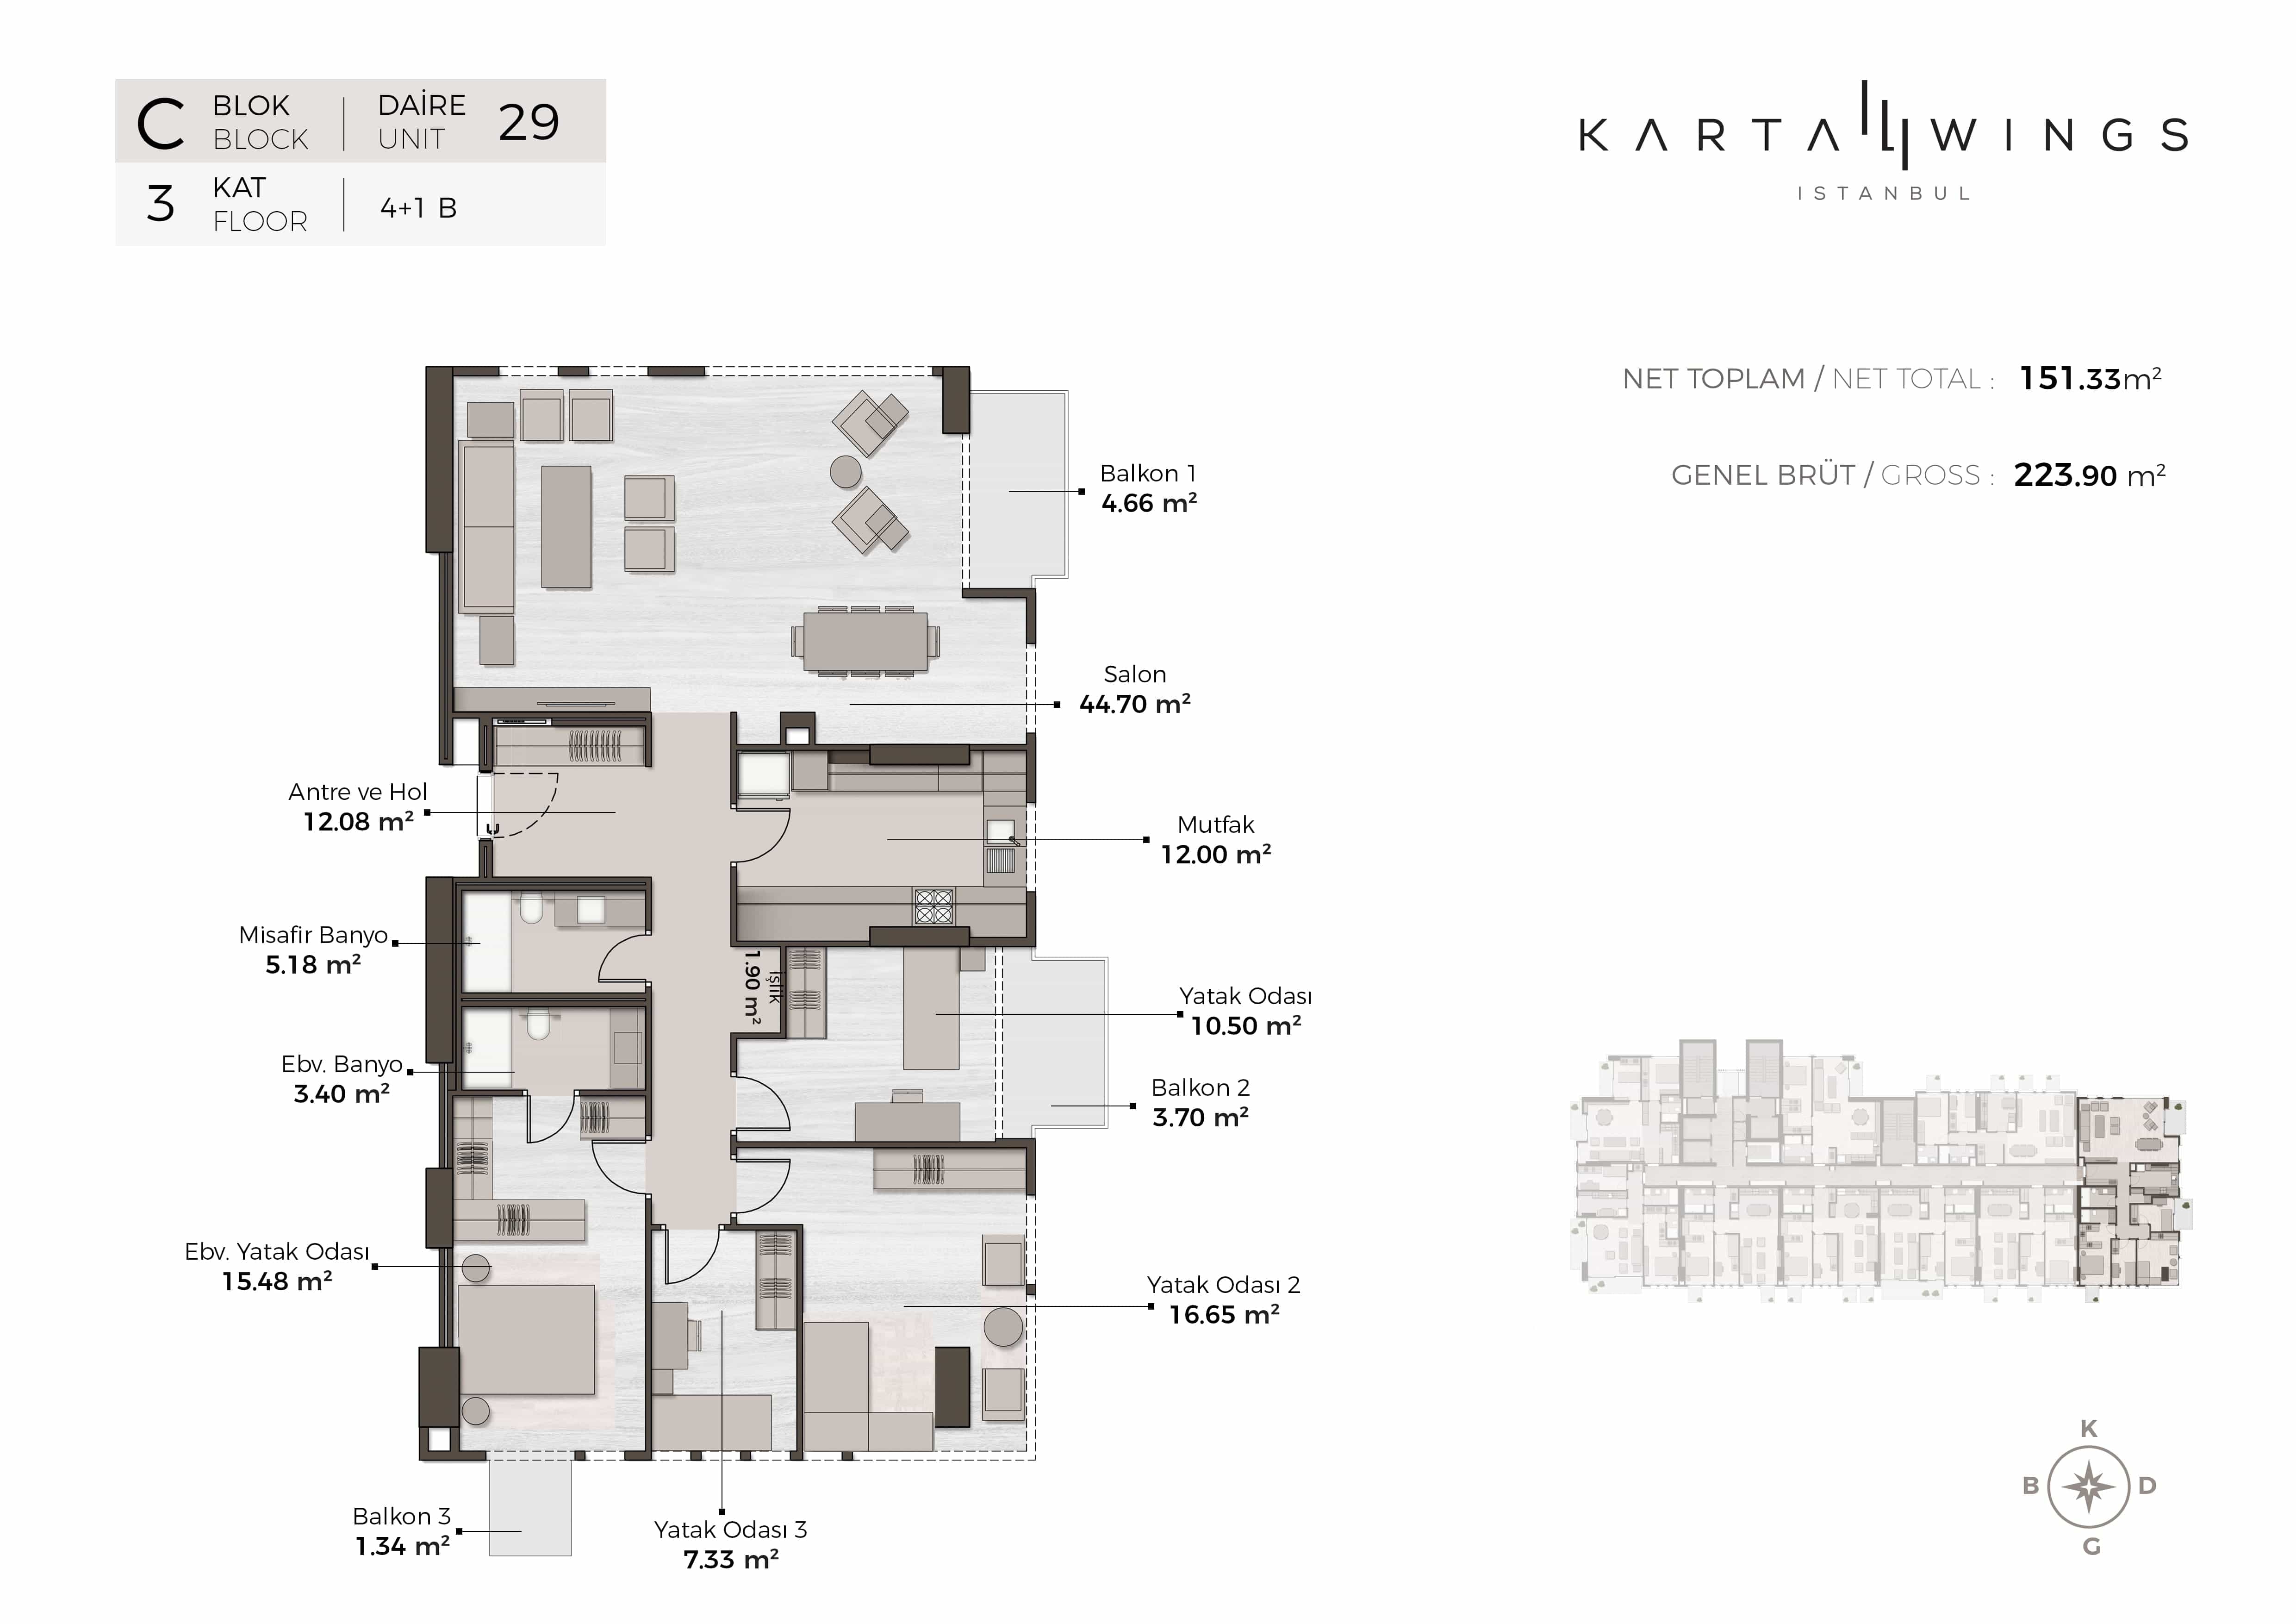 C BLOK BLOCK DAİRE UNIT 29
3 KAT FLOOR 4+1 B
KARTAL WINGS
ISTANBUL
NET TOPLAM / NET TOTAL : 151.33m²
GENEL BRÜT / GROSS : 223.90 m²
Balkon 1
4.66 m²
Salon
44.70 m²
Antre ve Hol
12.08 m²
Mutfak
12.00 m²
Misafir Banyo
5.18 m²
İşlik
1.90 m²
Yatak Odası
10.50 m²
Ebv. Banyo
3.40 m²
Balkon 2
3.70 m²
Ebv. Yatak Odası
15.48 m²
Yatak Odası 2
16.65 m²
Balkon 3
1.34 m²
Yatak Odası 3
7.33 m²
K
B D
G